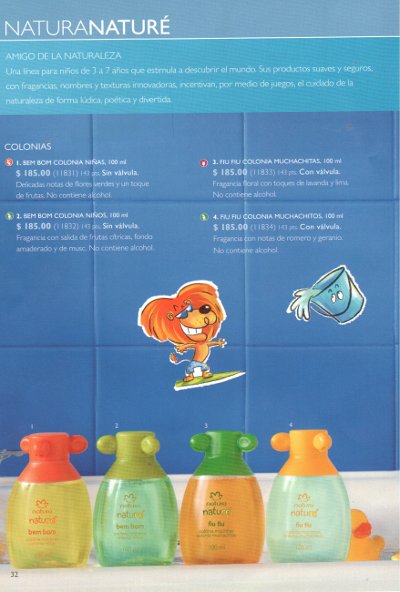 NATURANATURÉ
AMIGO DE LA NATURALEZA
Una línea para niños de 3 a 7 años que estimula a descubrir el mundo. Sus productos suaves y seguros,
con fragancias, nombres y texturas innovadoras, incentivan, por medio de juegos, el cuidado de la
naturaleza de forma lúdica, poética y divertida.
COLONIAS
1. BEM BOM COLONIA NIÑAS, 100 ml
$ 185.00 (11831) 143 pts. Sin válvula.
Delicadas notas de flores verdes y un toque
de frutas. No contiene alcohol.
2. BEM BOM COLONIA NIÑOS, 100 ml
$ 185.00 (11832) 143 pts. Sin válvula.
Fragancia con salida de frutas cítricas, fondo
amaderado y de musc. No contiene alcohol.
3. FIU FIU COLONIA MUCHACHITAS, 100 ml
$ 185.00 (11833) 143 pts. Con válvula.
Fragancia floral con toques de lavanda y lima.
No contiene alcohol.
4. FIU FIU COLONIA MUCHACHITOS, 100 ml
$ 185.00 (11834) 143 pts. Con válvula.
Fragancia con notas de romero y geranio.
No contiene alcohol.
1 2 3 4
natura
naturé
bem bom
natura
naturé
bem bom
100 ml
natura
naturé
fiu fiu
100 ml
natura
naturé
fiu fiu
32